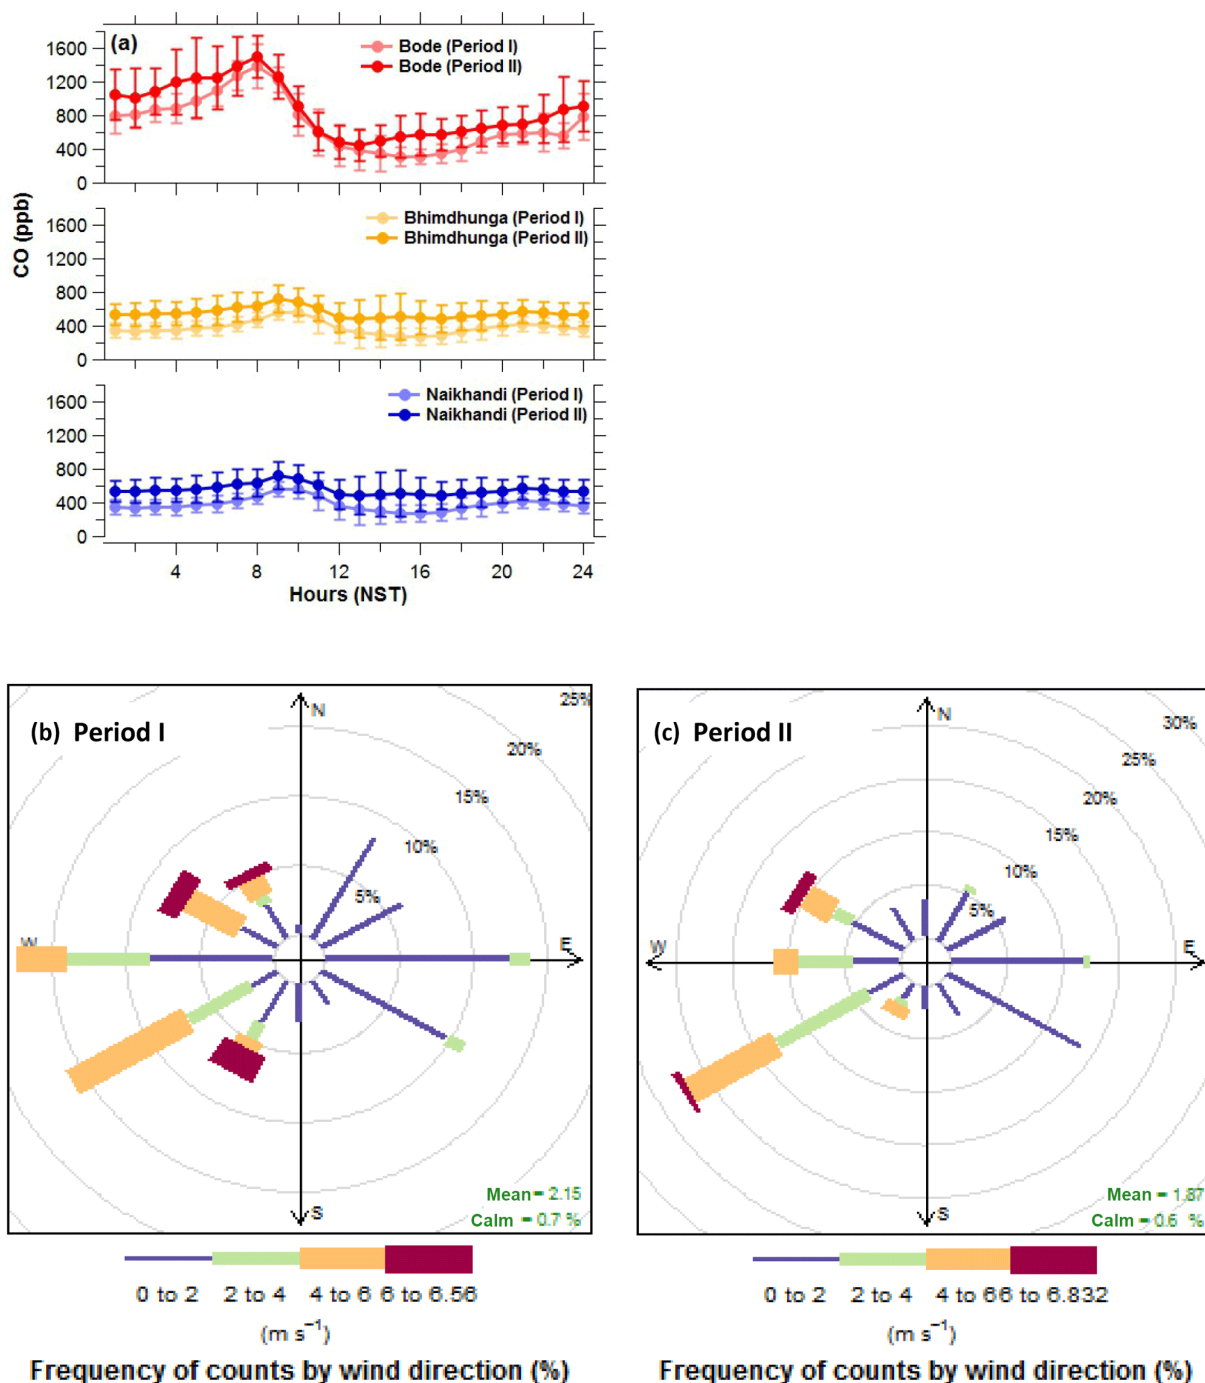 (a)
Bode (Period I)
Bode (Period II)
1600
1200
800
400
0
Bhimdhunga (Period I)
Bhimdhunga (Period II)
1600
1200
800
400
0
CO (ppb)
Naikhandi (Period I)
Naikhandi (Period II)
1600
1200
800
400
0
4 8 12 16 20 24
Hours (NST)
(b) Period I
25%
20%
15%
10%
5%
N
W
E
S
Mean = 2.15
Calm = 0.7 %
0 to 2 2 to 4 4 to 6 6 to 6.56
(m s⁻¹)
Frequency of counts by wind direction (%)
(c) Period II
30%
25%
20%
15%
10%
5%
N
W
E
S
Mean = 1.87
Calm = 0.6 %
0 to 2 2 to 4 4 to 66 to 6.832
(m s⁻¹)
Frequency of counts by wind direction (%)